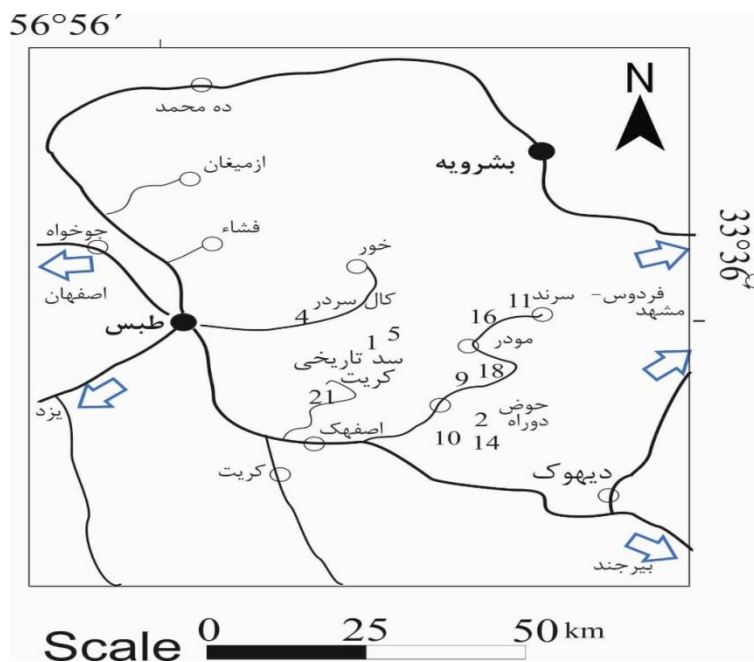 56°56′
N
ده محمد
بشرویه
ازمیغان
33°36′
فشاء
جوخواه
خور
اصفهان
کال سردر
4
طبس
11
سرند
16
فردوس-
مشهد
مودر
5
1
سد تاریخی
کریت
21
18
9
حوض
دوراه
2
10
14
یزد
اصفهک
کریت
دیهوک
بیرجند
Scale 0 25 50 km